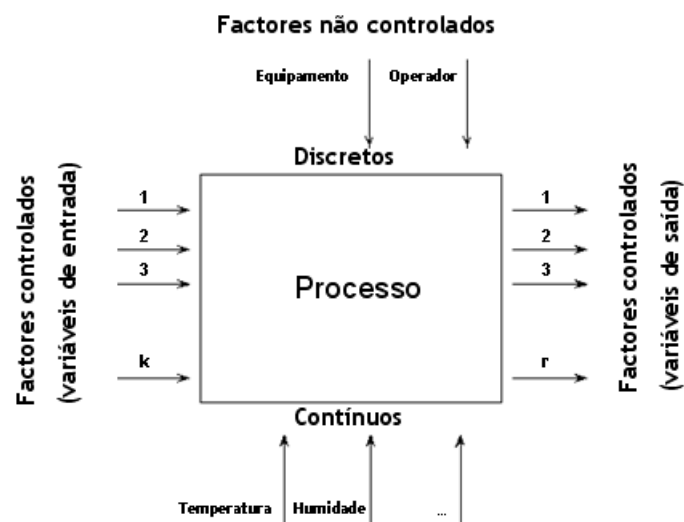 Factores não controlados
Equipamento
Operador
Discretos
Factores controlados
(variáveis de entrada)
1
2
3
k
Processo
1
2
3
r
Factores controlados
(variáveis de saída)
Contínuos
Temperatura
Humidade
...